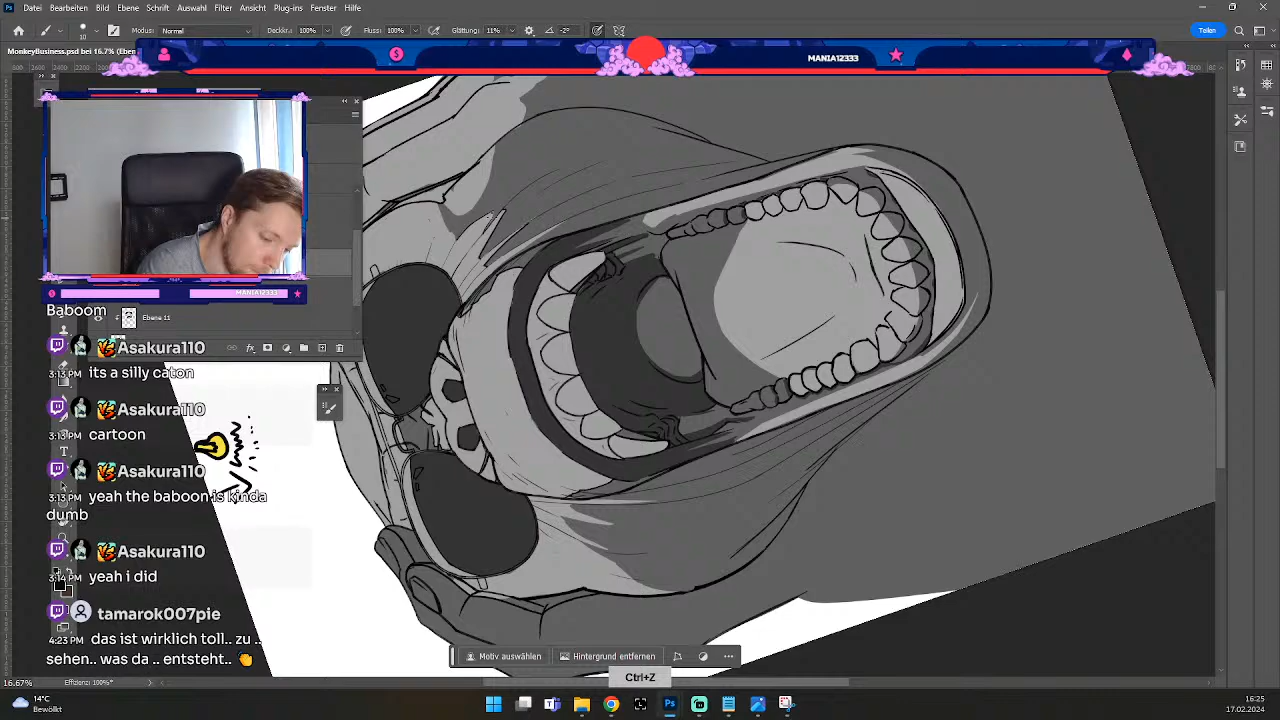 Datei Bearbeiten Bild Ebene Schrift Auswahl Filter Ansicht Plug-ins Fenster Hilfe
Modus: Normal Deckkr.: 100% Fluss: 100% Glättung: 11% -29° Teilen
MonkeyBusiness.psd bei 16.7% (Eben
MANIA12333
MANIA12333
Baboom
Ebene 11
Asakura110
3:13 PM its a silly caton
Asakura110
3:13 PM cartoon
Asakura110
3:13 PM yeah the baboon is kinda
dumb
Asakura110
3:14 PM yeah i did
tamarok007pie
4:23 PM das ist wirklich toll.. zu ..
sehen.. was da .. entsteht..
Motiv auswählen Hintergrund entfernen
Ctrl+Z
16.67% Effizienz: 100%*
14°C
Bewölkt
16:25
17.02.2024